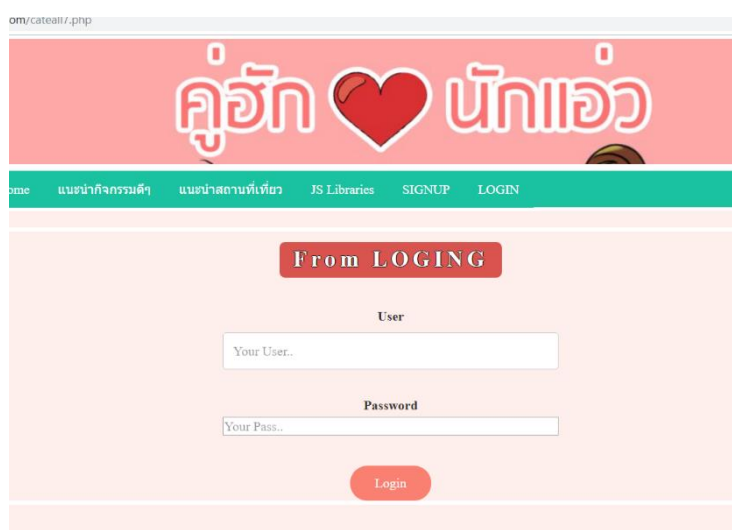 om/cateall7.php
คู่ฮัก นักแอ่ว
ome แนะนำกิจกรรมดีๆ แนะนำสถานที่เที่ยว JS Libraries SIGNUP LOGIN
From LOGING
User
Your User..
Password
Your Pass..
Login